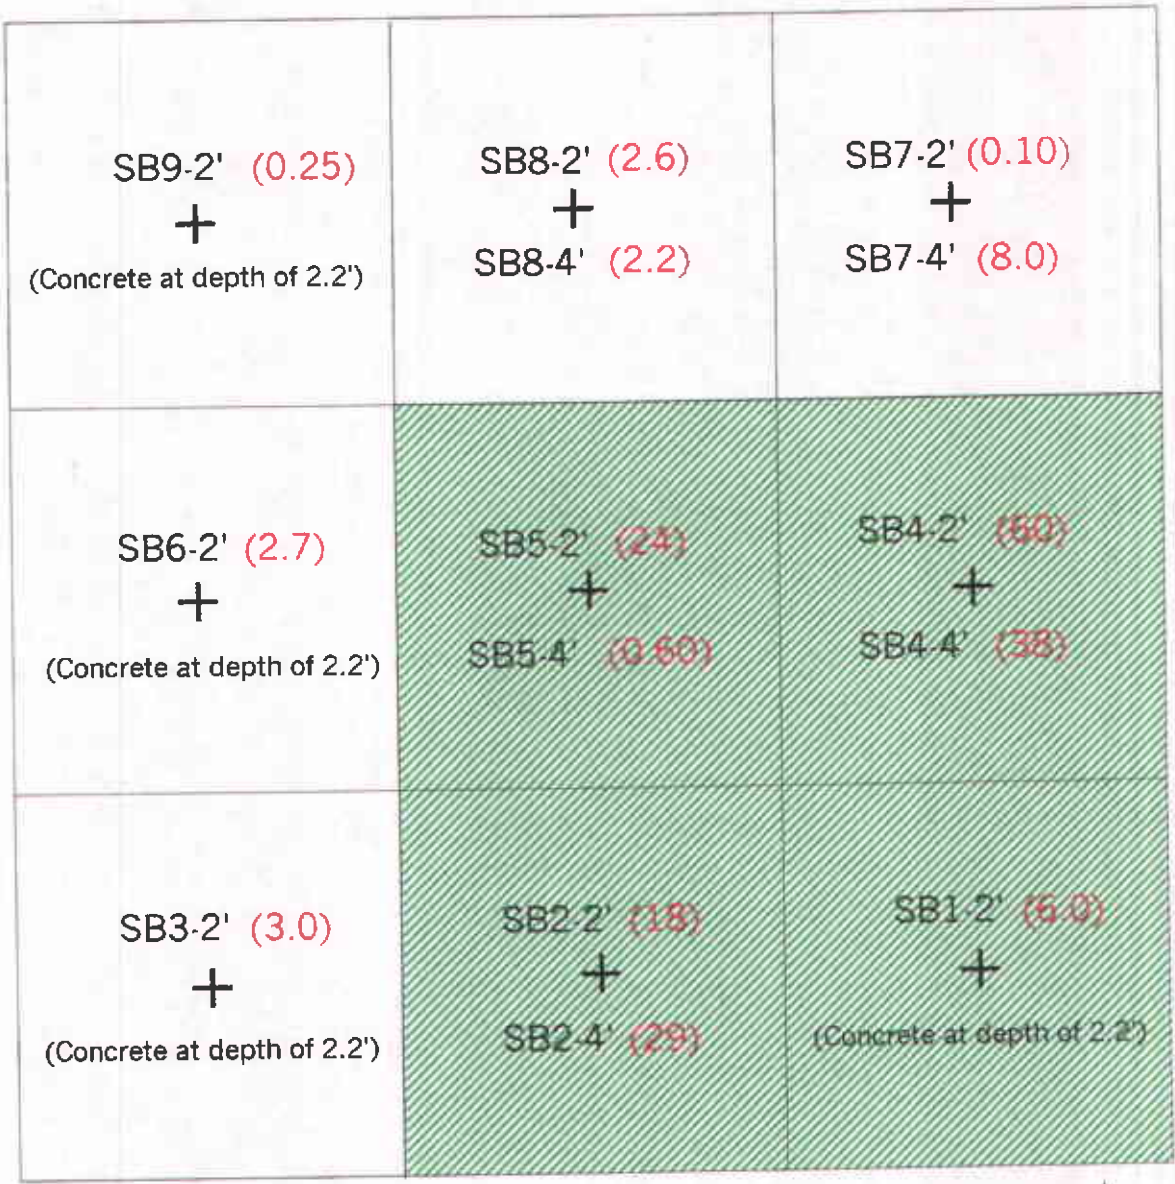 SB9-2' (0.25)
+
(Concrete at depth of 2.2')
SB8-2' (2.6)
+
SB8-4' (2.2)
SB7-2' (0.10)
+
SB7-4' (8.0)
SB6-2' (2.7)
+
(Concrete at depth of 2.2')
SB5-2' (24)
+
SB5-4' (0.60)
SB4-2' (60)
+
SB4-4' (38)
SB3-2' (3.0)
+
(Concrete at depth of 2.2')
SB2-2' (18)
+
SB2-4' (29)
SB1-2'
+
(Concrete at depth of 2.2')